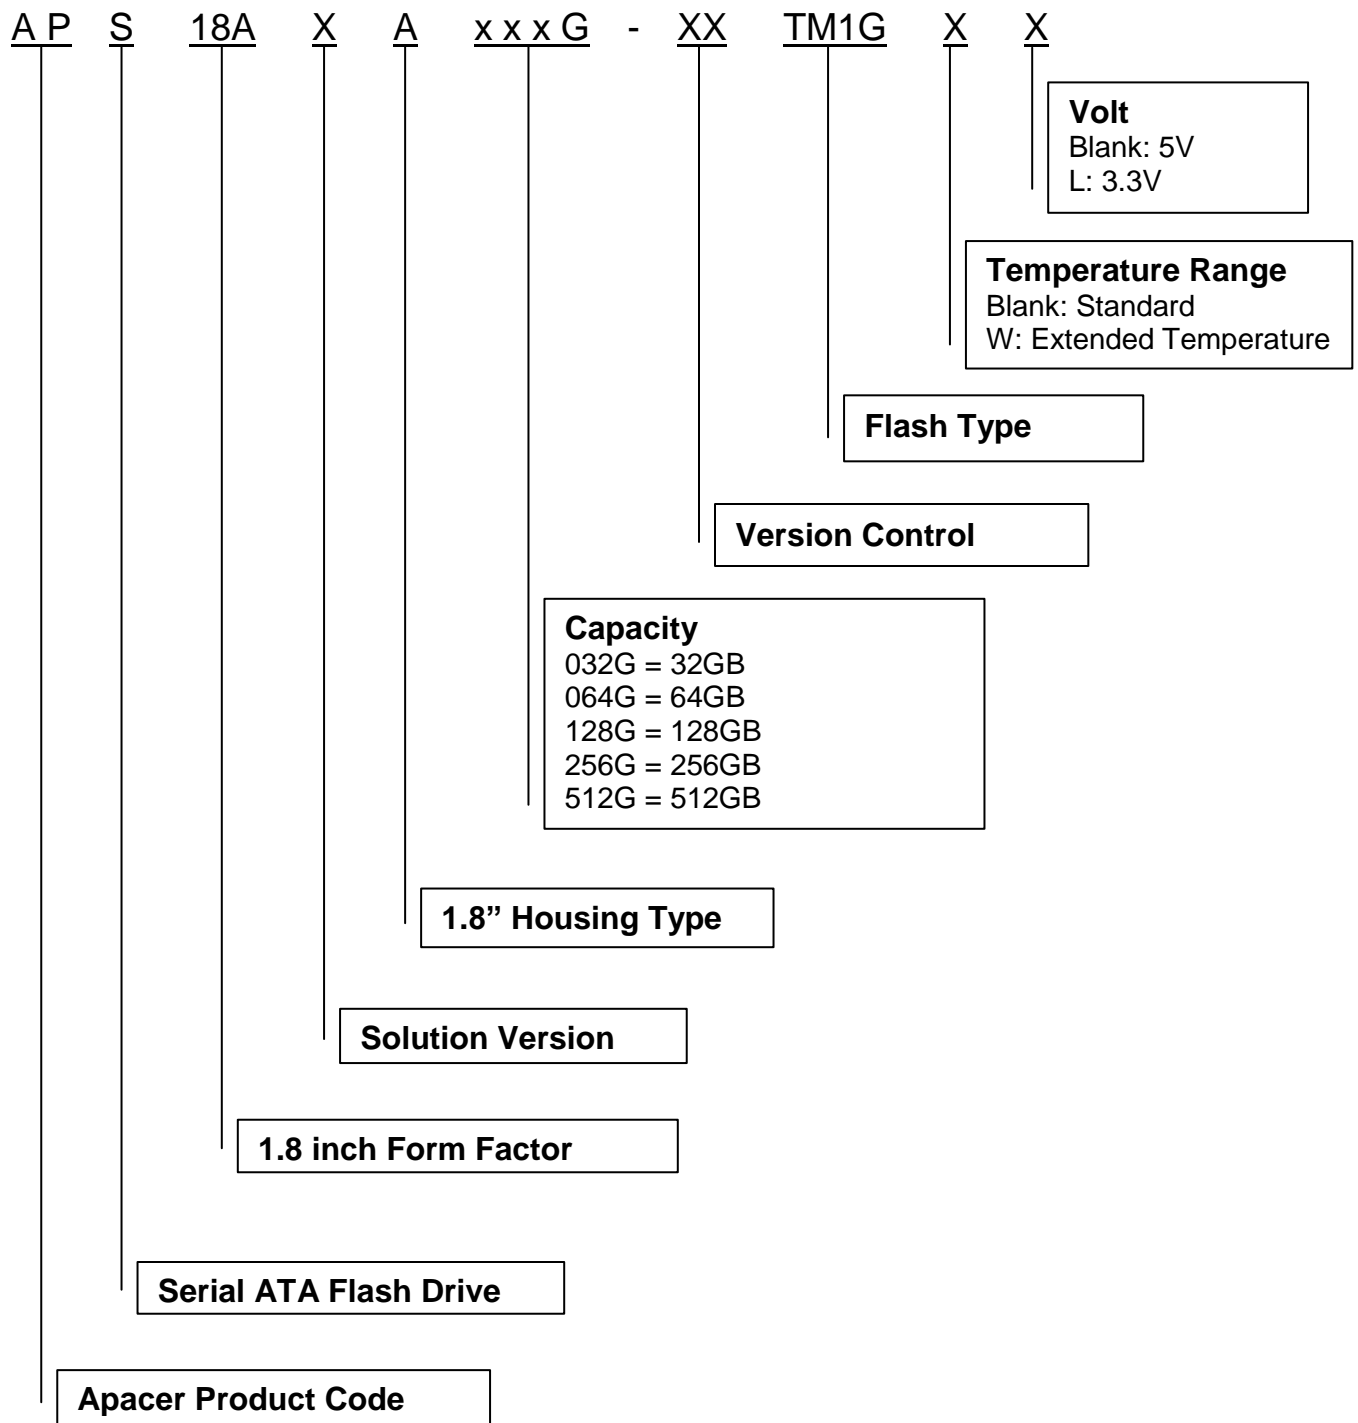 A P S 18A X A x x x G - XX TM1G X X
Volt
Blank: 5V
L: 3.3V
Temperature Range
Blank: Standard
W: Extended Temperature
Flash Type
Version Control
Capacity
032G = 32GB
064G = 64GB
128G = 128GB
256G = 256GB
512G = 512GB
1.8” Housing Type
Solution Version
1.8 inch Form Factor
Serial ATA Flash Drive
Apacer Product Code